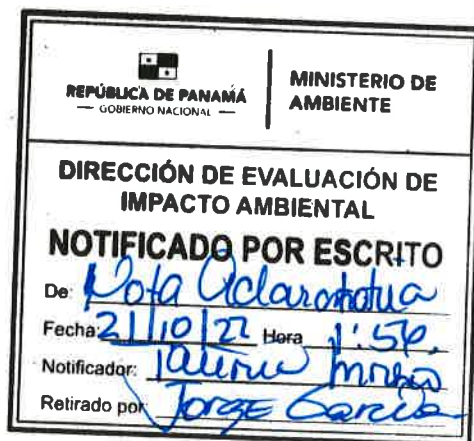 REPÚBLICA DE PANAMÁ
— GOBIERNO NACIONAL —
MINISTERIO DE
AMBIENTE
DIRECCIÓN DE EVALUACIÓN DE
IMPACTO AMBIENTAL
NOTIFICADO POR ESCRITO
De: Nota Aclaratoria
Fecha: 21/10/22 Hora 1:56.
Notificador:
Retirado por: Jorge Garcia